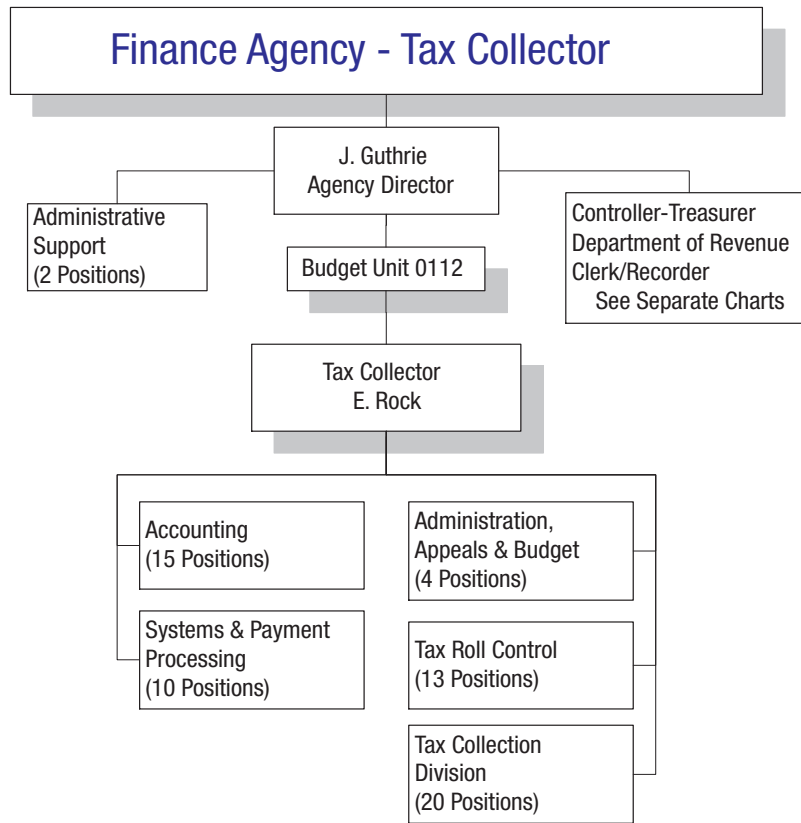 Finance Agency - Tax Collector
J. Guthrie
Agency Director
Administrative
Support
(2 Positions)
Controller-Treasurer
Department of Revenue
Clerk/Recorder
See Separate Charts
Budget Unit 0112
Tax Collector
E. Rock
Accounting
(15 Positions)
Systems & Payment
Processing
(10 Positions)
Administration,
Appeals & Budget
(4 Positions)
Tax Roll Control
(13 Positions)
Tax Collection
Division
(20 Positions)